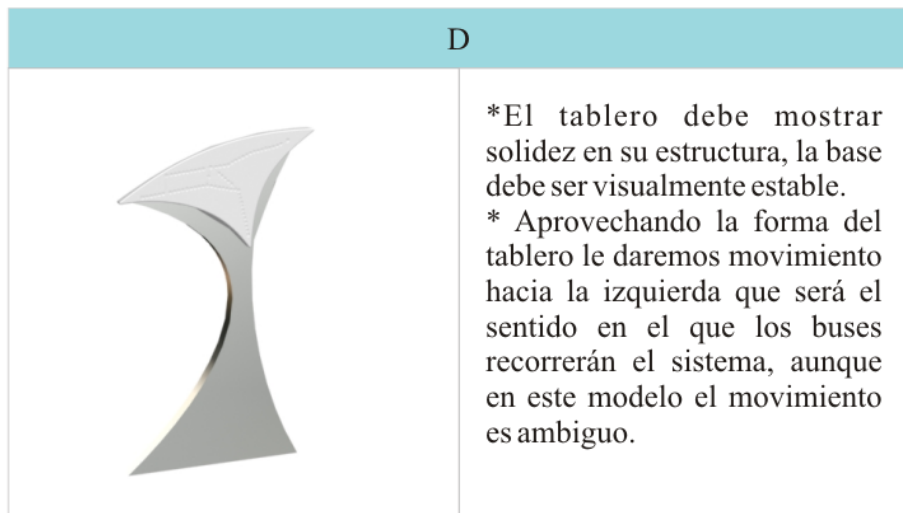 D
*El tablero debe mostrar
solidez en su estructura, la base
debe ser visualmente estable.
* Aprovechando la forma del
tablero le daremos movimiento
hacia la izquierda que será el
sentido en el que los buses
recorrerán el sistema, aunque
en este modelo el movimiento
es ambiguo.